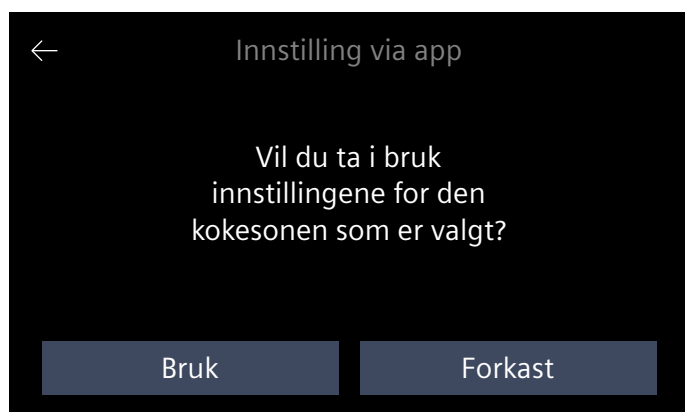 Innstilling via app
Vil du ta i bruk
innstillingene for den
kokesonen som er valgt?
Bruk
Forkast